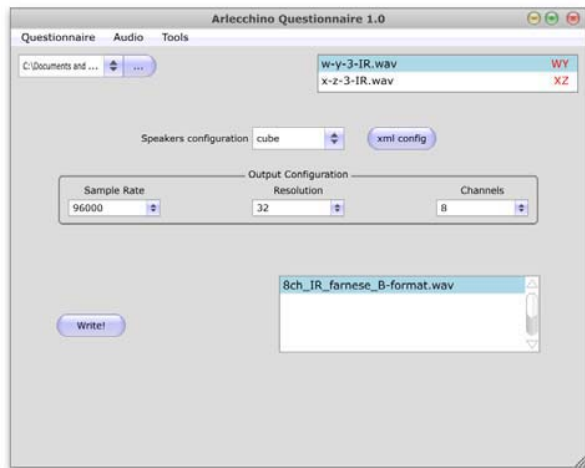 Arlecchino Questionnaire 1.0
Questionnaire Audio Tools
C:\Documents and ... ...
w-y-3-IR.wav WY
x-z-3-IR.wav XZ
Speakers configuration cube xml config
Output Configuration
Sample Rate Resolution Channels
96000 32 8
8ch_IR_farnese_B-format.wav
Write!